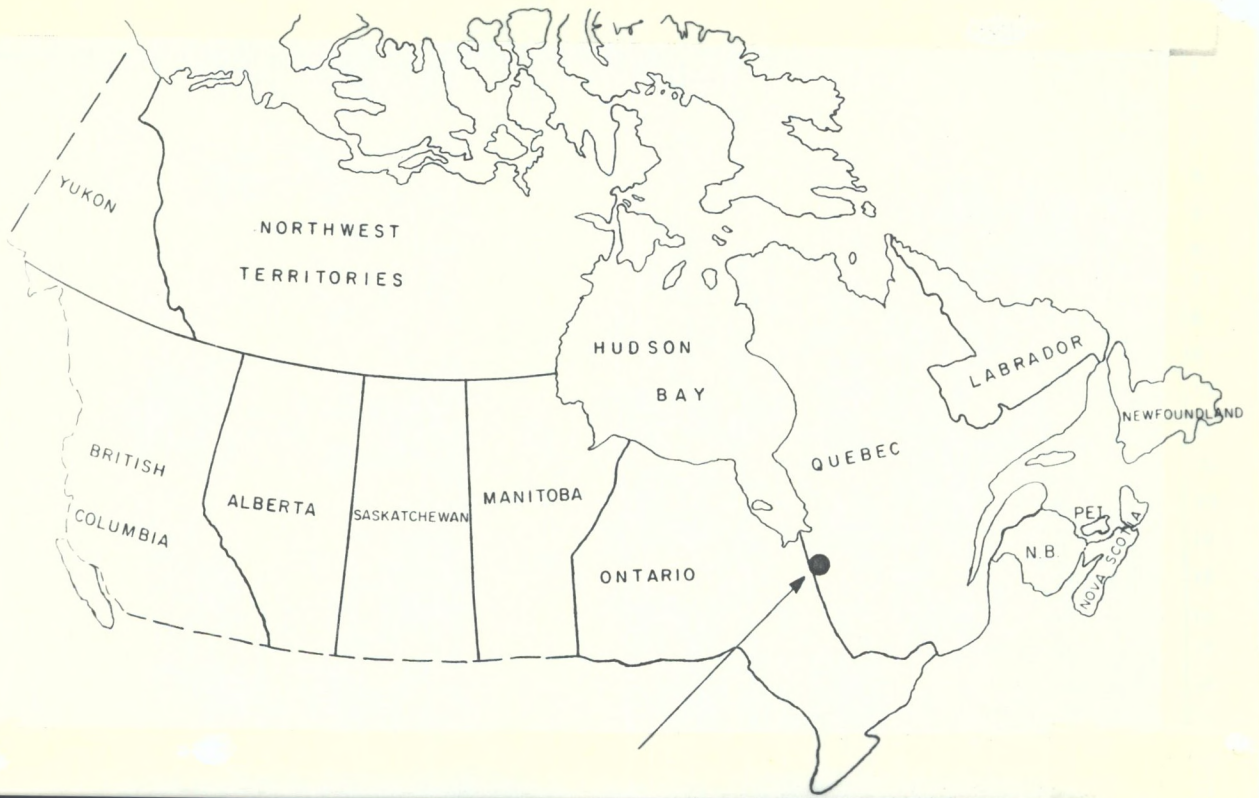 YUKON
NORTHWEST
TERRITORIES
HUDSON
BAY
LABRADOR
NEWFOUNDLAND
BRITISH
COLUMBIA
ALBERTA
SASKATCHEWAN
MANITOBA
ONTARIO
QUEBEC
PEI
N.B.
NOVA SCOTIA